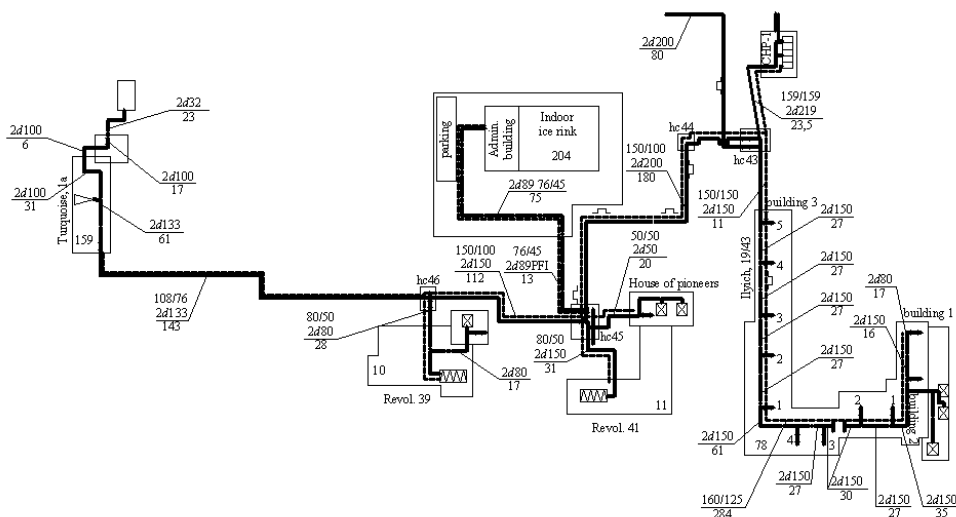 2d200
80
CHP-1
159/159
2d219
23,5
2d32
23
2d100
6
2d100
17
2d100
31
Turquoise, 1a
159
2d133
61
parking
Admin.
building
Indoor
ice rink
204
2d89 76/45
75
hc44
hc43
150/100
2d200
180
150/150
2d150
11
building 3
Ilyich, 19/43
5
4
3
2
1
2d150
27
2d150
27
2d150
27
2d150
27
2d80
17
building 1
2d150
16
108/76
2d133
143
hc46
150/100
2d150
112
76/45
2d89PFI
13
50/50
2d50
20
House of pioneers
hc45
80/50
2d80
28
10
2d80
17
Revol. 39
80/50
2d150
31
11
Revol. 41
2d150
61
78
4
3
2
1
building 2
2d150
27
2d150
30
2d150
27
2d150
35
160/125
284